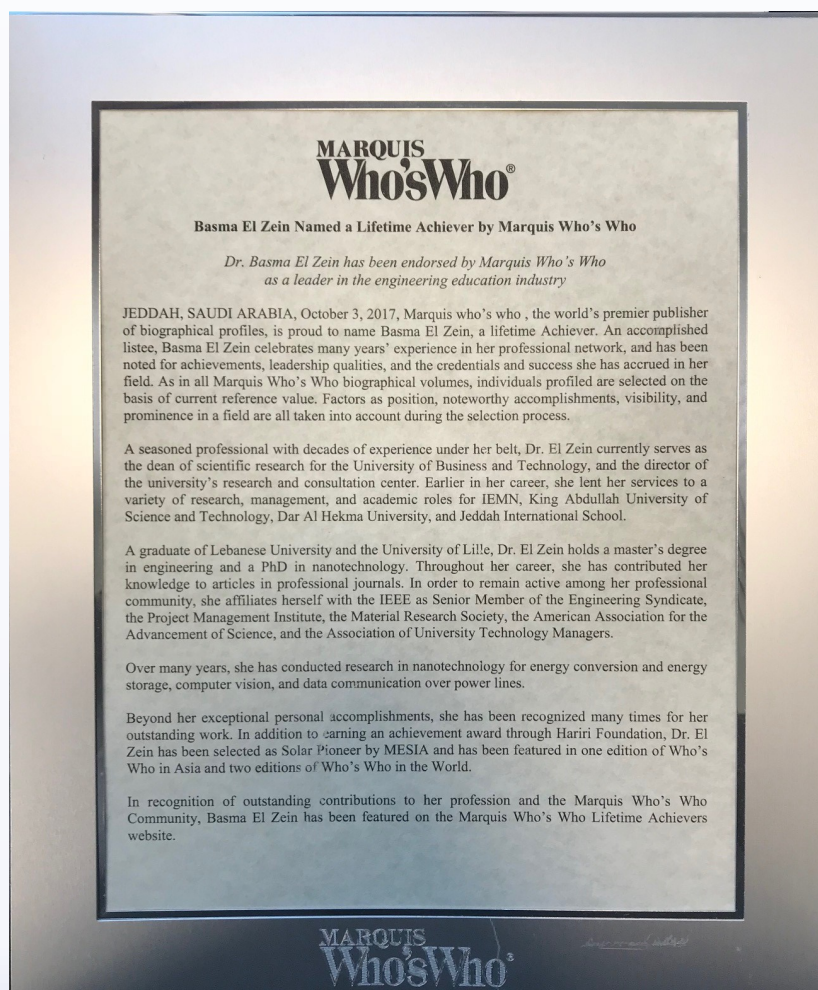 MARQUIS
Who'sWho®
Basma El Zein Named a Lifetime Achiever by Marquis Who's Who
Dr. Basma El Zein has been endorsed by Marquis Who's Who
as a leader in the engineering education industry
JEDDAH, SAUDI ARABIA, October 3, 2017, Marquis who's who , the world's premier publisher
of biographical profiles, is proud to name Basma El Zein, a lifetime Achiever. An accomplished
listee, Basma El Zein celebrates many years' experience in her professional network, and has been
noted for achievements, leadership qualities, and the credentials and success she has accrued in her
field. As in all Marquis Who's Who biographical volumes, individuals profiled are selected on the
basis of current reference value. Factors as position, noteworthy accomplishments, visibility, and
prominence in a field are all taken into account during the selection process.
A seasoned professional with decades of experience under her belt, Dr. El Zein currently serves as
the dean of scientific research for the University of Business and Technology, and the director of
the university's research and consultation center. Earlier in her career, she lent her services to a
variety of research, management, and academic roles for IEMN, King Abdullah University of
Science and Technology, Dar Al Hekma University, and Jeddah International School.
A graduate of Lebanese University and the University of Lille, Dr. El Zein holds a master's degree
in engineering and a PhD in nanotechnology. Throughout her career, she has contributed her
knowledge to articles in professional journals. In order to remain active among her professional
community, she affiliates herself with the IEEE as Senior Member of the Engineering Syndicate,
the Project Management Institute, the Material Research Society, the American Association for the
Advancement of Science, and the Association of University Technology Managers.
Over many years, she has conducted research in nanotechnology for energy conversion and energy
storage, computer vision, and data communication over power lines.
Beyond her exceptional personal accomplishments, she has been recognized many times for her
outstanding work. In addition to earning an achievement award through Hariri Foundation, Dr. El
Zein has been selected as Solar Pioneer by MESIA and has been featured in one edition of Who's
Who in Asia and two editions of Who's Who in the World.
In recognition of outstanding contributions to her profession and the Marquis Who's Who
Community, Basma El Zein has been featured on the Marquis Who's Who Lifetime Achievers
website.
MARQUIS
Who'sWho®